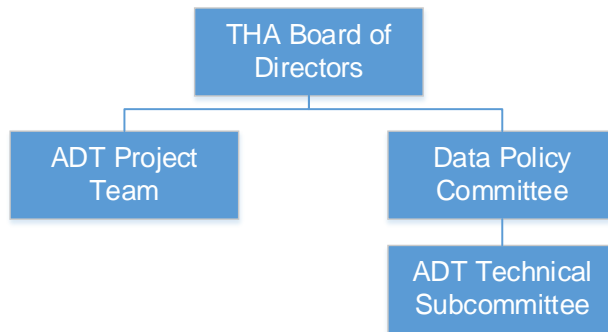 THA Board of
Directors
ADT Project
Team
Data Policy
Committee
ADT Technical
Subcommittee